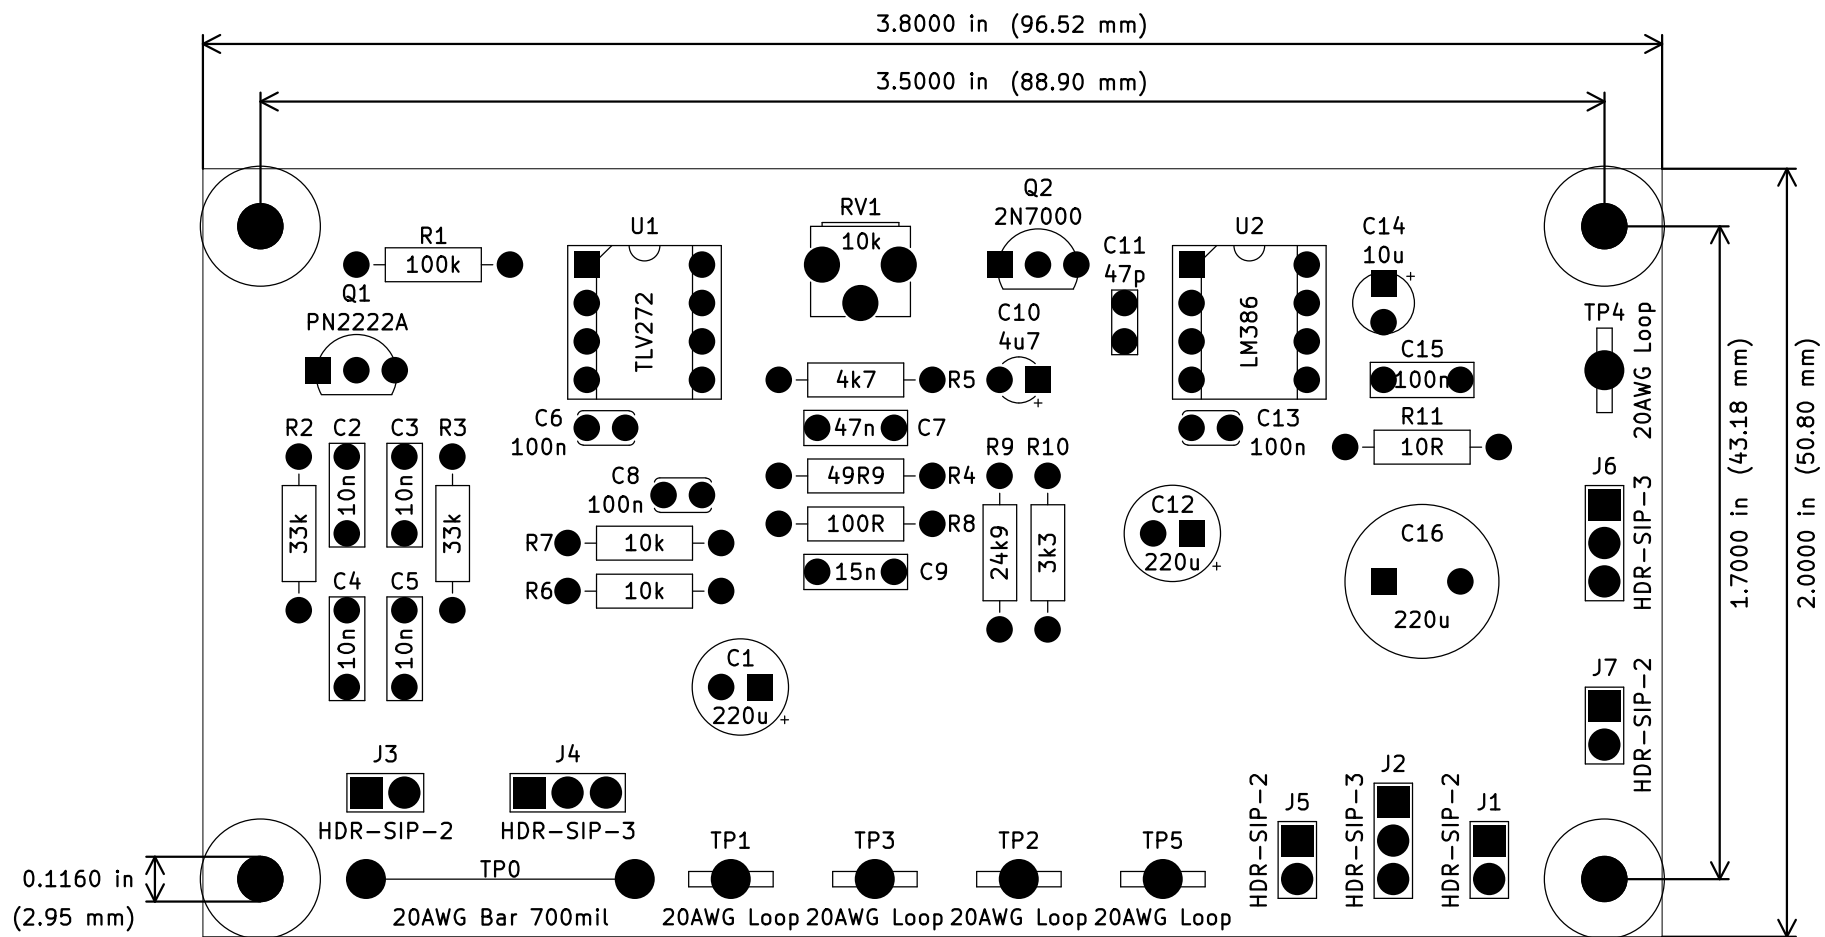 3.8000 in (96.52 mm)
3.5000 in (88.90 mm)
Q2
2N7000
RV1
10k
U1
TLV272
U2
LM386
C14
10u
+
R1
100k
C11
47p
Q1
PN2222A
C10
4u7
+
TP4
20AWG Loop
C15
100n
4k7
R5
C6
100n
47n
C7
C13
100n
R11
10R
R2
33k
C2
10n
C3
10n
R3
33k
R9
24k9
R10
3k3
C8
100n
49R9
R4
100R
R8
R7
10k
R6
10k
15n
C9
C12
220u
+
C16
220u
J6
HDR-SIP-3
1.7000 in (43.18 mm)
2.0000 in (50.80 mm)
C4
10n
C5
10n
C1
220u
+
J7
HDR-SIP-2
J3
HDR-SIP-2
J4
HDR-SIP-3
J5
HDR-SIP-2
J2
HDR-SIP-3
J1
HDR-SIP-2
0.1160 in
(2.95 mm)
TP0
20AWG Bar 700mil
TP1
20AWG Loop
TP3
20AWG Loop
TP2
20AWG Loop
TP5
20AWG Loop